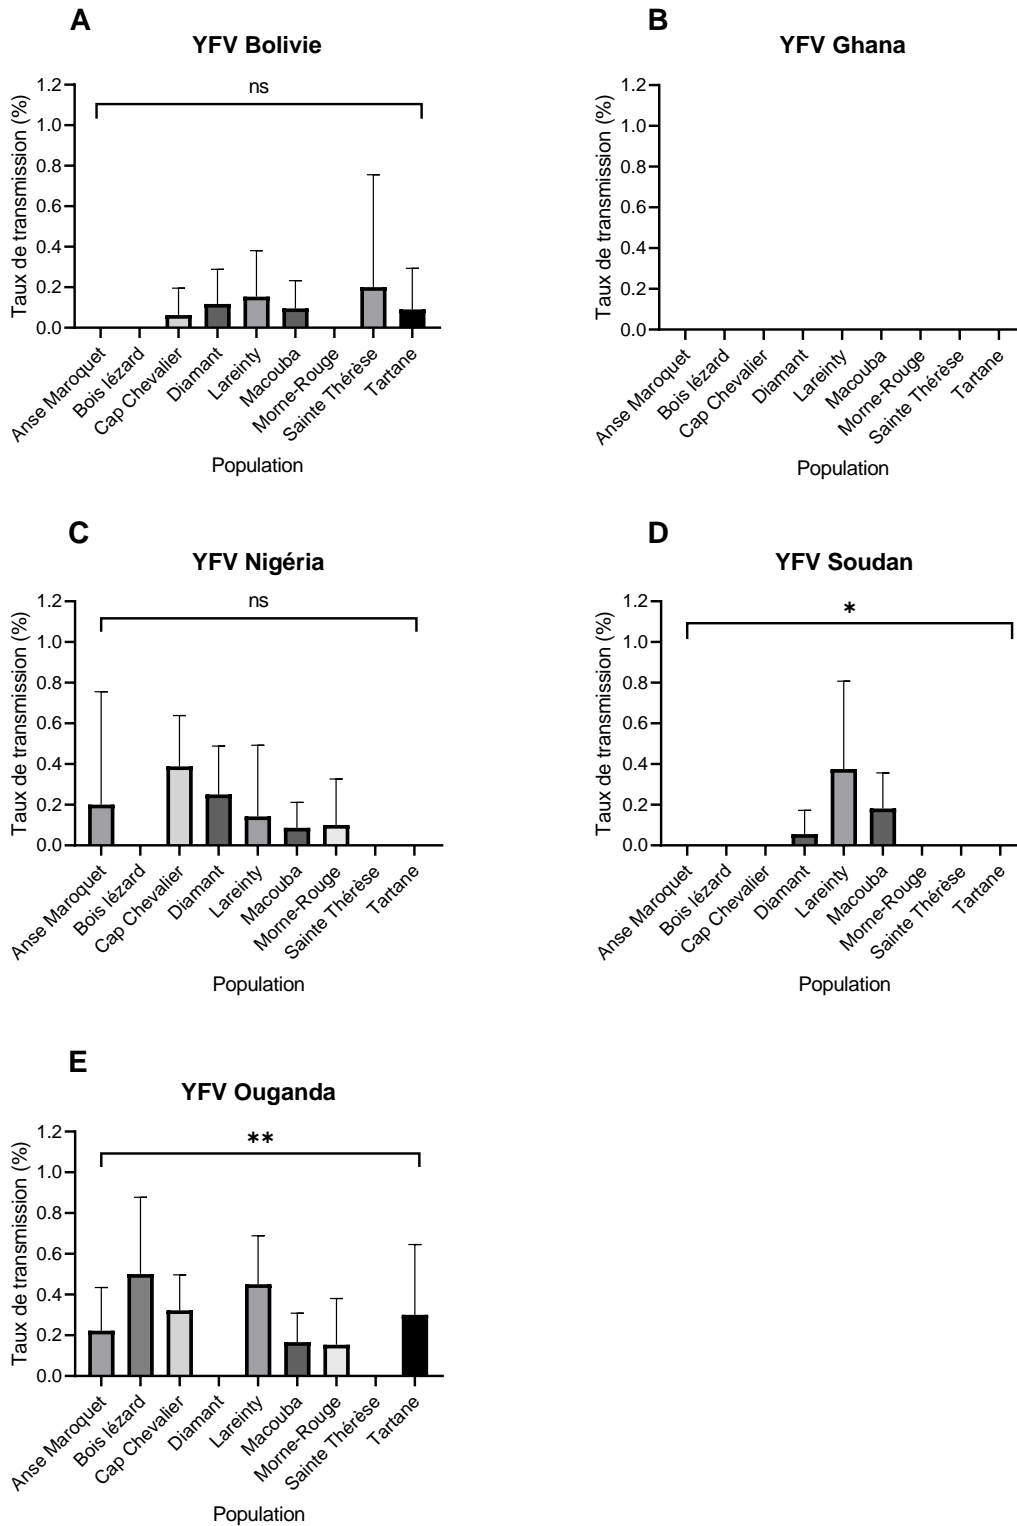 A
YFV Bolivie
Taux de transmission (%)
1.2
1.0
0.8
0.6
0.4
0.2
0.0
ns
Anse Maroquet
Bois lézard
Cap Chevalier
Diamant
Lareinty
Macouba
Morne-Rouge
Sainte Thérèse
Tartane
Population
B
YFV Ghana
Taux de transmission (%)
1.2
1.0
0.8
0.6
0.4
0.2
0.0
Anse Maroquet
Bois lézard
Cap Chevalier
Diamant
Lareinty
Macouba
Morne-Rouge
Sainte Thérèse
Tartane
Population
C
YFV Nigéria
Taux de transmission (%)
1.2
1.0
0.8
0.6
0.4
0.2
0.0
ns
Anse Maroquet
Bois lézard
Cap Chevalier
Diamant
Lareinty
Macouba
Morne-Rouge
Sainte Thérèse
Tartane
Population
D
YFV Soudan
Taux de transmission (%)
1.2
1.0
0.8
0.6
0.4
0.2
0.0
*
Anse Maroquet
Bois lézard
Cap Chevalier
Diamant
Lareinty
Macouba
Morne-Rouge
Sainte Thérèse
Tartane
Population
E
YFV Ouganda
Taux de transmission (%)
1.2
1.0
0.8
0.6
0.4
0.2
0.0
**
Anse Maroquet
Bois lézard
Cap Chevalier
Diamant
Lareinty
Macouba
Morne-Rouge
Sainte Thérèse
Tartane
Population